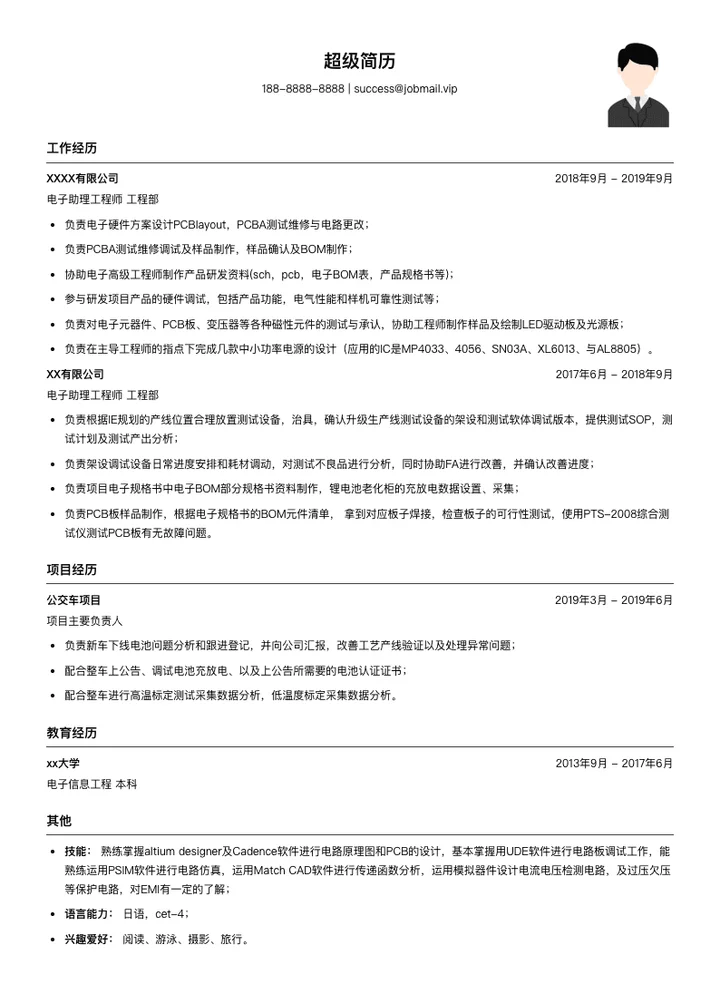 超级简历
188-8888-8888 | success@jobmail.vip
工作经历
XXXX有限公司 2018年9月 – 2019年9月
电子助理工程师 工程部
• 负责电子硬件方案设计PCBlayout，PCBA测试维修与电路更改；
• 负责PCBA测试维修调试及样品制作，样品确认及BOM制作；
• 协助电子高级工程师制作产品研发资料(sch，pcb，电子BOM表，产品规格书等)；
• 参与研发项目产品的硬件调试，包括产品功能，电气性能和样机可靠性测试等；
• 负责对电子元器件、PCB板、变压器等各种磁性元件的测试与承认，协助工程师制作样品及绘制LED驱动板及光源板；
• 负责在主导工程师的指点下完成几款中小功率电源的设计（应用的IC是MP4033、4056、SN03A、XL6013、与AL8805）。
XX有限公司 2017年6月 – 2018年9月
电子助理工程师 工程部
• 负责根据IE规划的产线位置合理放置测试设备，治具，确认升级生产线测试设备的架设和测试软体调试版本，提供测试SOP，测
试计划及测试产出分析；
• 负责架设调试设备日常进度安排和耗材调动，对测试不良品进行分析，同时协助FA进行改善，并确认改善进度；
• 负责项目电子规格书中电子BOM部分规格书资料制作，锂电池老化柜的充放电数据设置、采集；
• 负责PCB板样品制作，根据电子规格书的BOM元件清单， 拿到对应板子焊接，检查板子的可行性测试，使用PTS-2008综合测
试仪测试PCB板有无故障问题。
项目经历
公交车项目 2019年3月 – 2019年6月
项目主要负责人
• 负责新车下线电池问题分析和跟进登记，并向公司汇报，改善工艺产线验证以及处理异常问题；
• 配合整车上公告、调试电池充放电、以及上公告所需要的电池认证证书；
• 配合整车进行高温标定测试采集数据分析，低温度标定采集数据分析。
教育经历
xx大学 2013年9月 – 2017年6月
电子信息工程 本科
其他
• 技能： 熟练掌握altium designer及Cadence软件进行电路原理图和PCB的设计，基本掌握用UDE软件进行电路板调试工作，能
熟练运用PSIM软件进行电路仿真，运用Match CAD软件进行传递函数分析，运用模拟器件设计电流电压检测电路，及过压欠压
等保护电路，对EMI有一定的了解；
• 语言能力： 日语，cet-4；
• 兴趣爱好： 阅读、游泳、摄影、旅行。